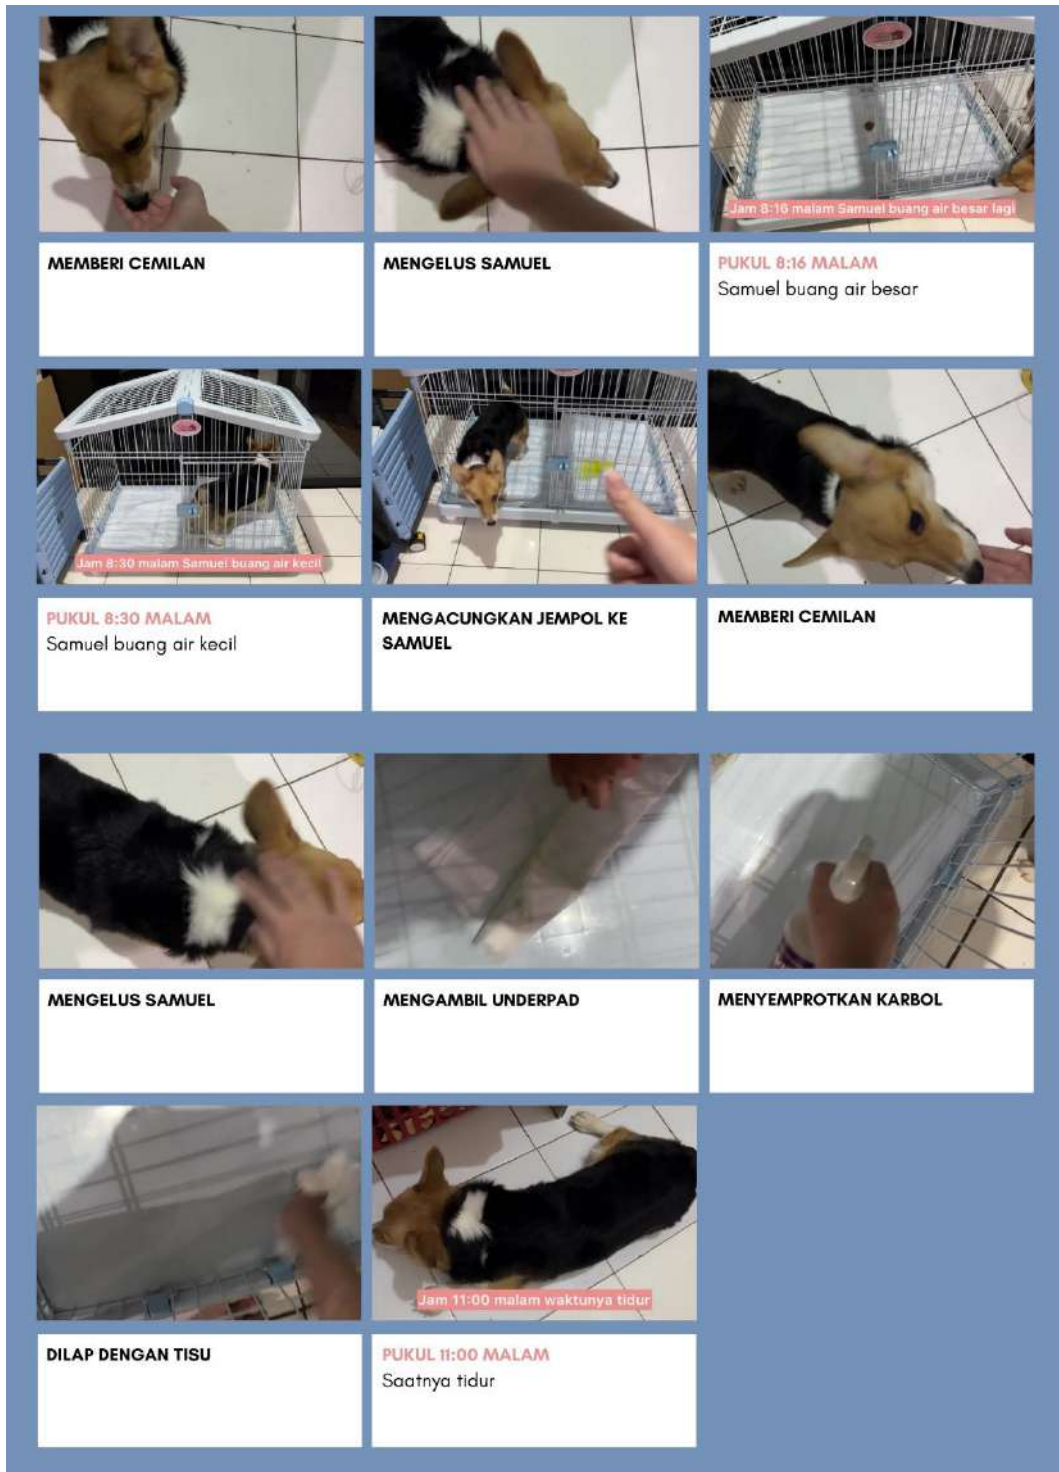 Jam 8:16 malam Samuel buang air besar lagi
MEMBERI CEMILAN
MENGELUS SAMUEL
PUKUL 8:16 MALAM
Samuel buang air besar
Jam 8:30 malam Samuel buang air kecil
PUKUL 8:30 MALAM
Samuel buang air kecil
MENGACUNGKAN JEMPOL KE
SAMUEL
MEMBERI CEMILAN
MENGELUS SAMUEL
MENGAMBIL UNDERPAD
MENYEMPROTKAN KARBOL
Jam 11:00 malam waktunya tidur
DILAP DENGAN TISU
PUKUL 11:00 MALAM
Saatnya tidur